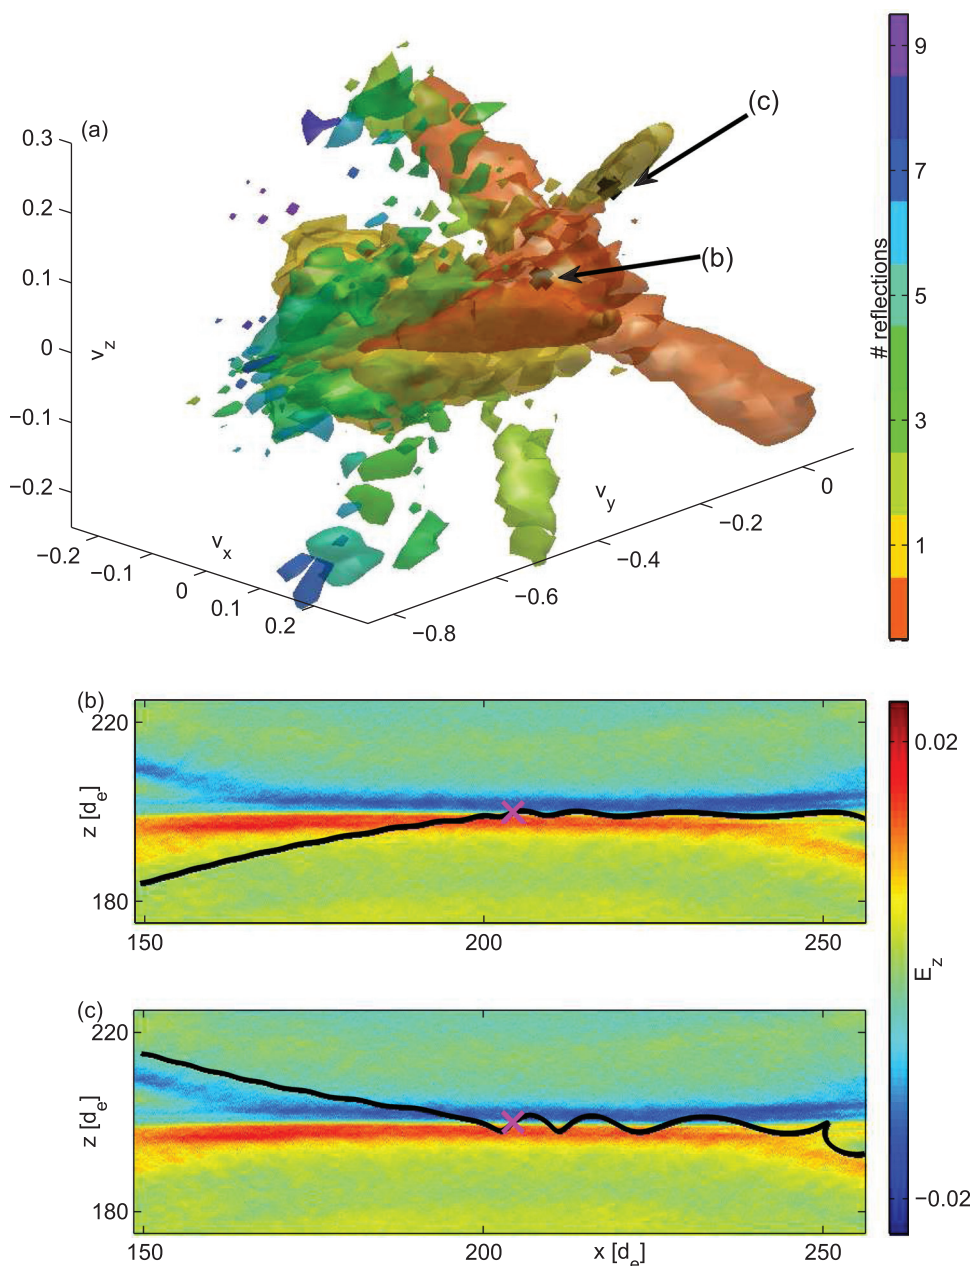 (a)
(c)
(b)
0.3
0.2
0.1
0
−0.1
−0.2
v_z
−0.2
−0.1
0
0.1
0.2
v_x
−0.8
−0.6
−0.4
−0.2
0
v_y
9
7
5
3
1
# reflections
(b)
220
180
z [d_e]
150
200
250
(c)
220
180
z [d_e]
150
200
250
x [d_e]
0.02
−0.02
E_z